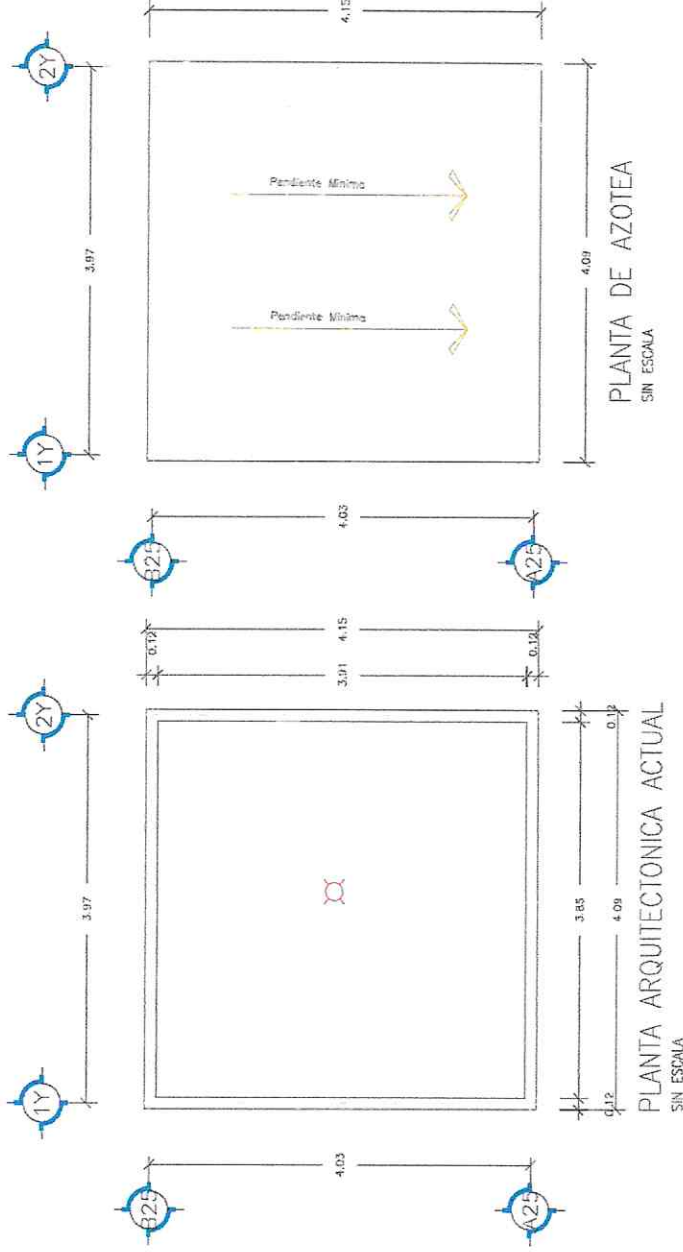 1Y
2Y
3.97
B25
A25
4.03
0.12
3.91
4.15
0.12
0.12
3.85
0.12
4.09
PLANTA ARQUITECTONICA ACTUAL
SIN ESCALA
1Y
2Y
3.97
B25
A25
4.03
4.15
Pendiente Minima
Pendiente Minima
4.09
PLANTA DE AZOTEA
SIN ESCALA